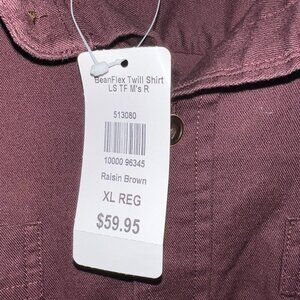 BeanFlex Twill Shirt
LS TF M's R
513080
10000 96345
Raisin Brown
XL REG
$59.95